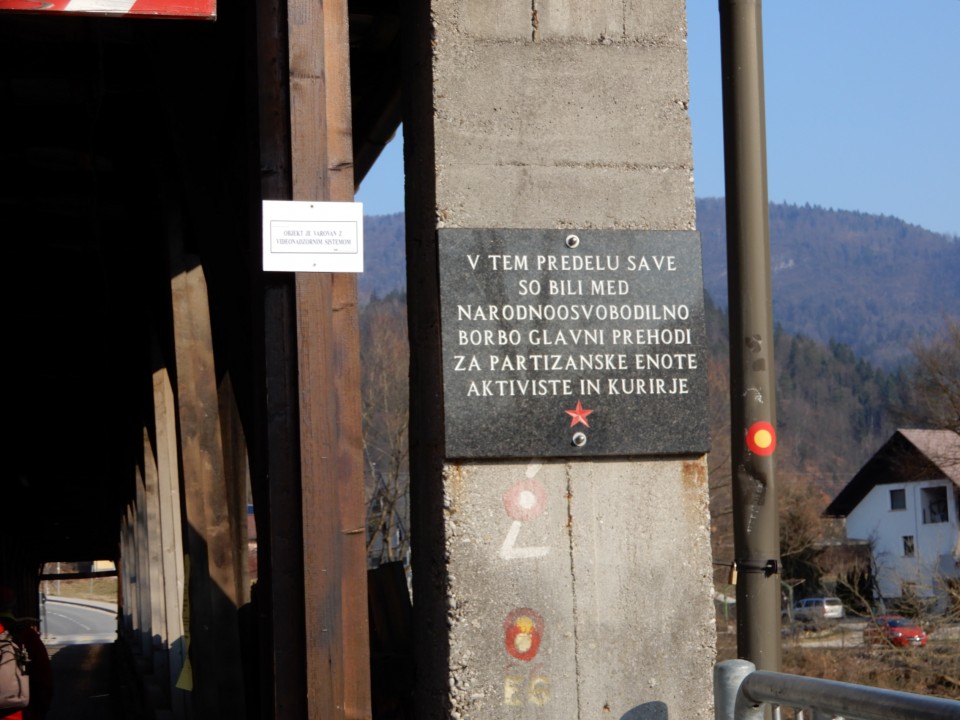 OBJEKT JE VAROVAN Z
VIDEONADZORNIM SISTEMOM
V TEM PREDELU SAVE
SO BILI MED
NARODNOOSVOBODILNO
BORBO GLAVNI PREHODI
ZA PARTIZANSKE ENOTE
AKTIVISTE IN KURIRJE
EG